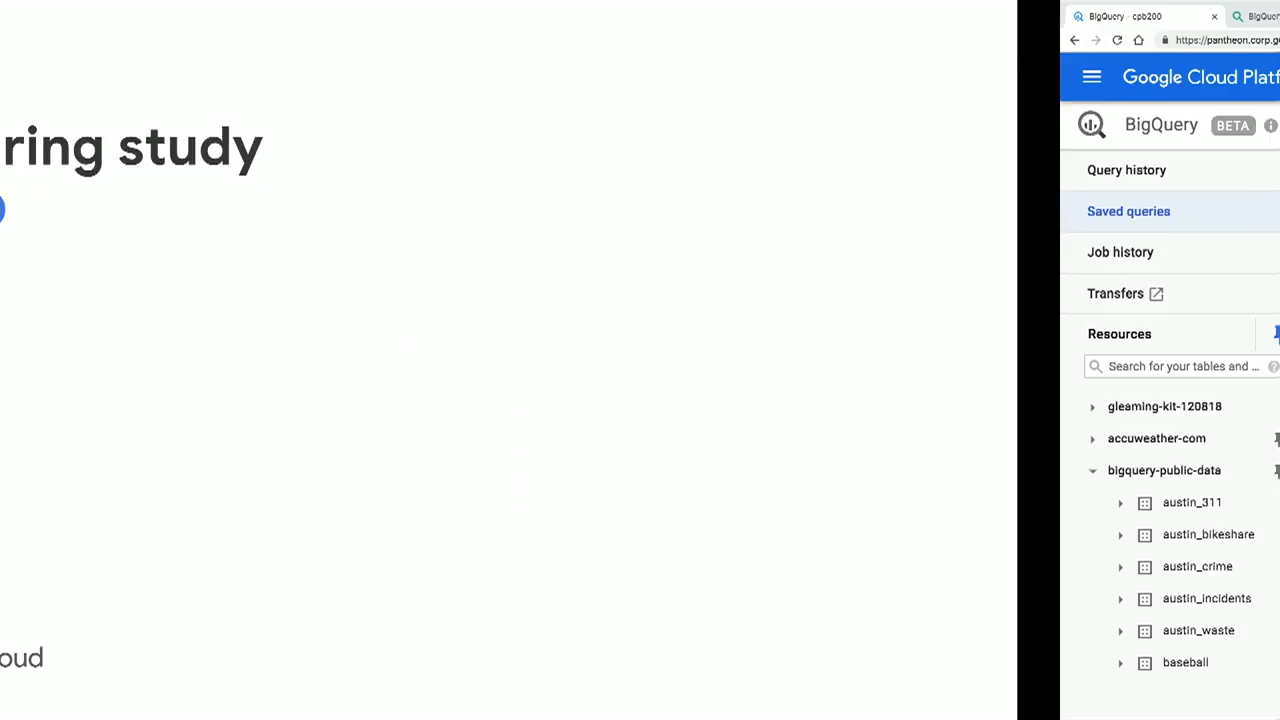 ring study
oud
BigQuery - cpb200
BigQuer
https://pantheon.corp.g
Google Cloud Platf
BigQuery BETA
Query history
Saved queries
Job history
Transfers
Resources
Search for your tables and ...
gleaming-kit-120818
accuweather-com
bigquery-public-data
austin_311
austin_bikeshare
austin_crime
austin_incidents
austin_waste
baseball